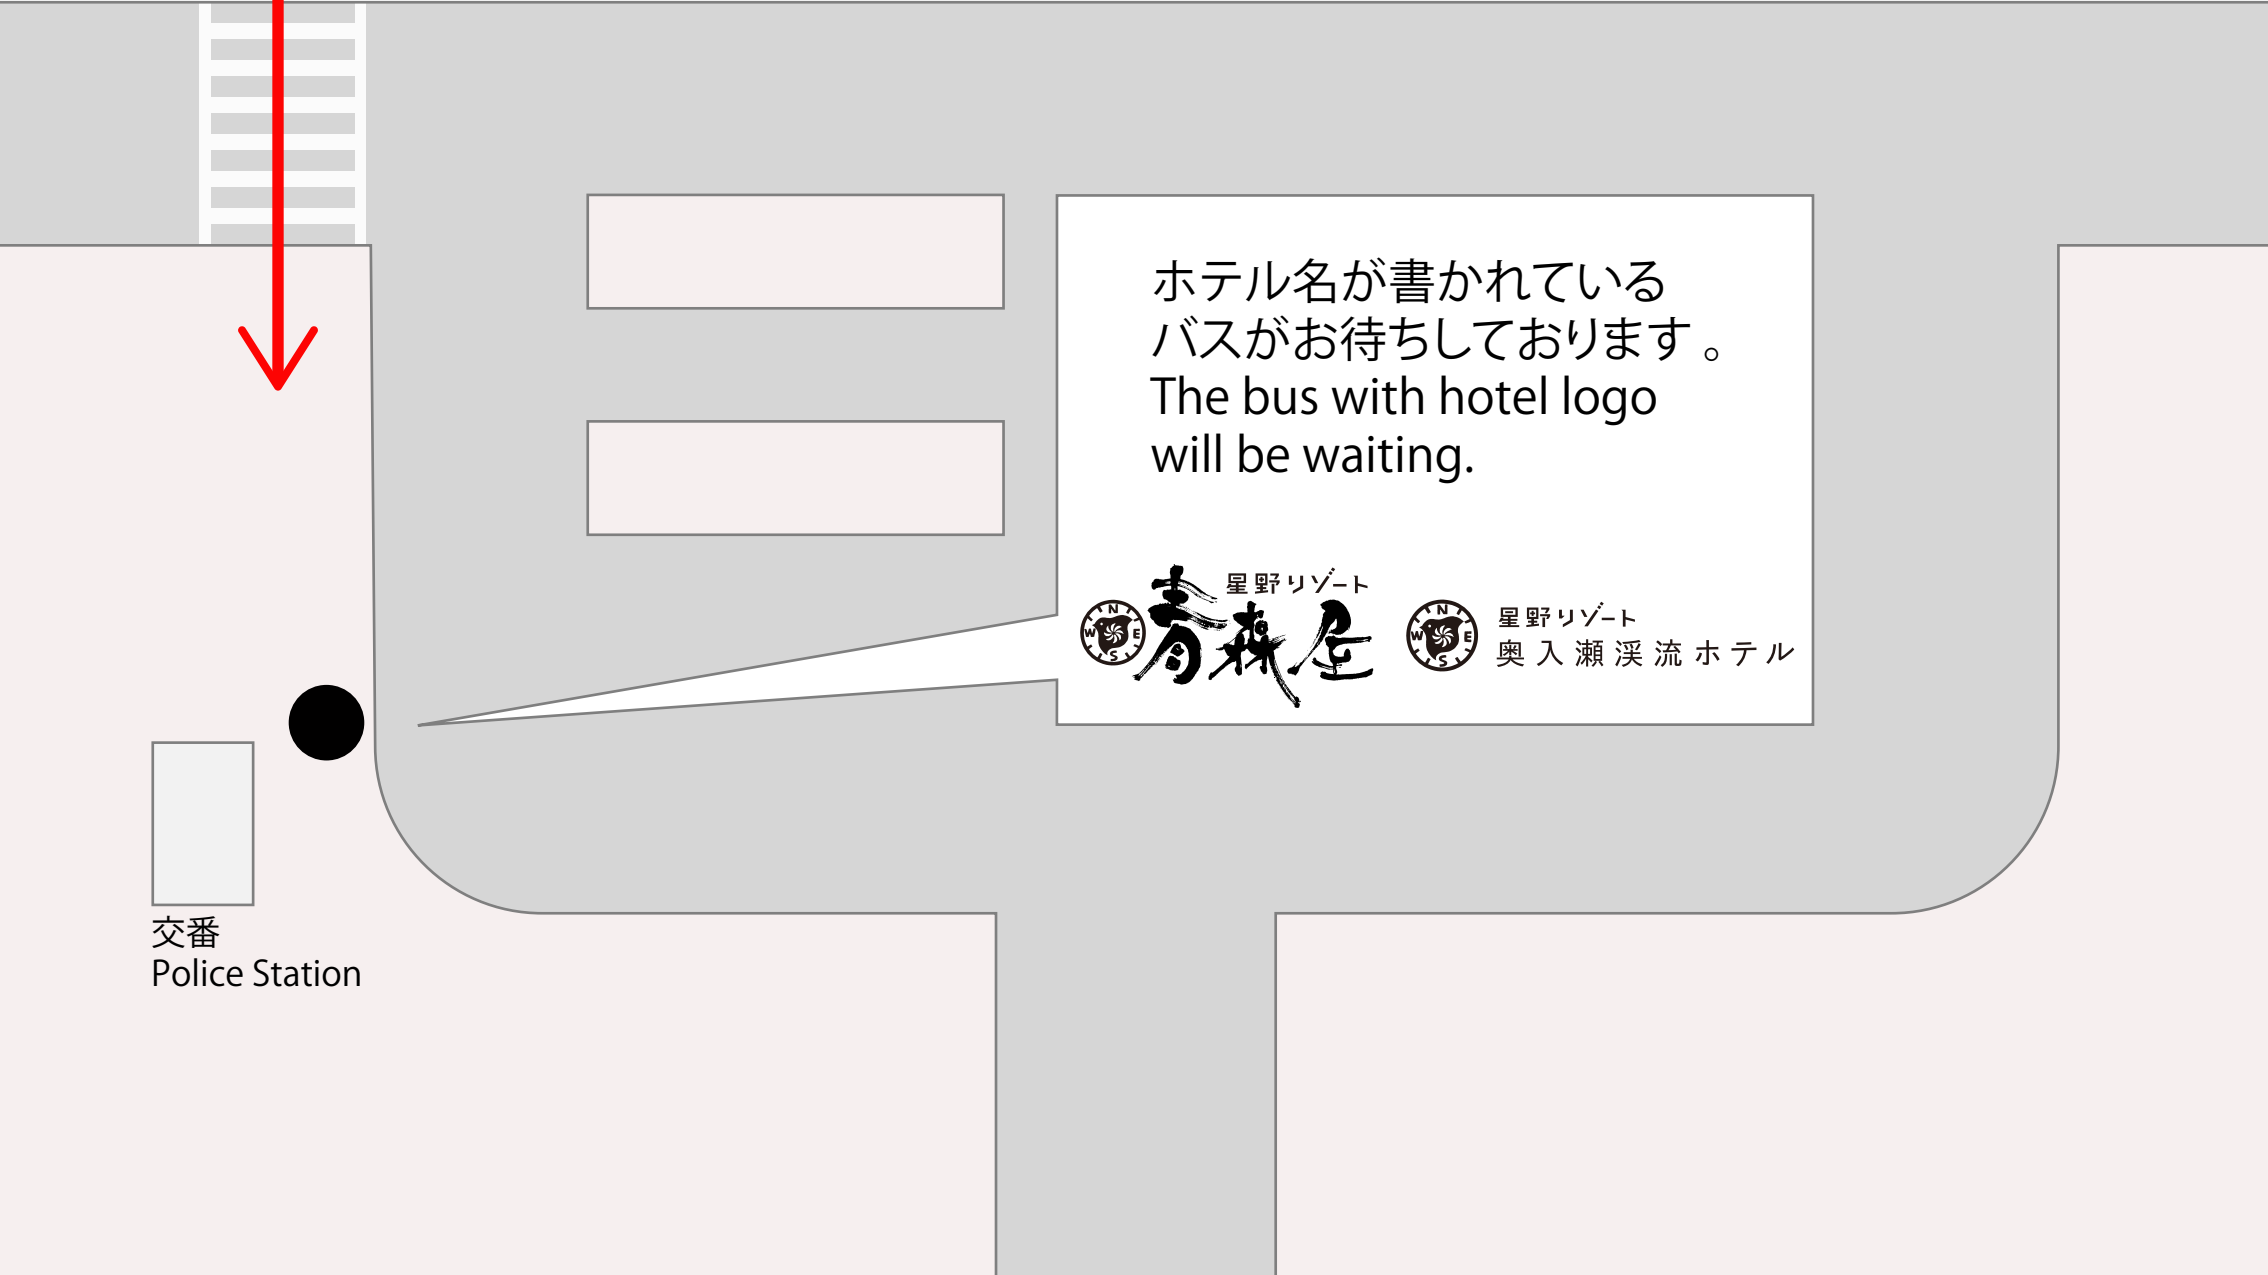 ホテル名が書かれている
バスがお待ちしております。
The bus with hotel logo
will be waiting.
星野リゾート
青森屋
N
W E
S
星野リゾート
奥入瀬渓流ホテル
N
W E
S
交番
Police Station